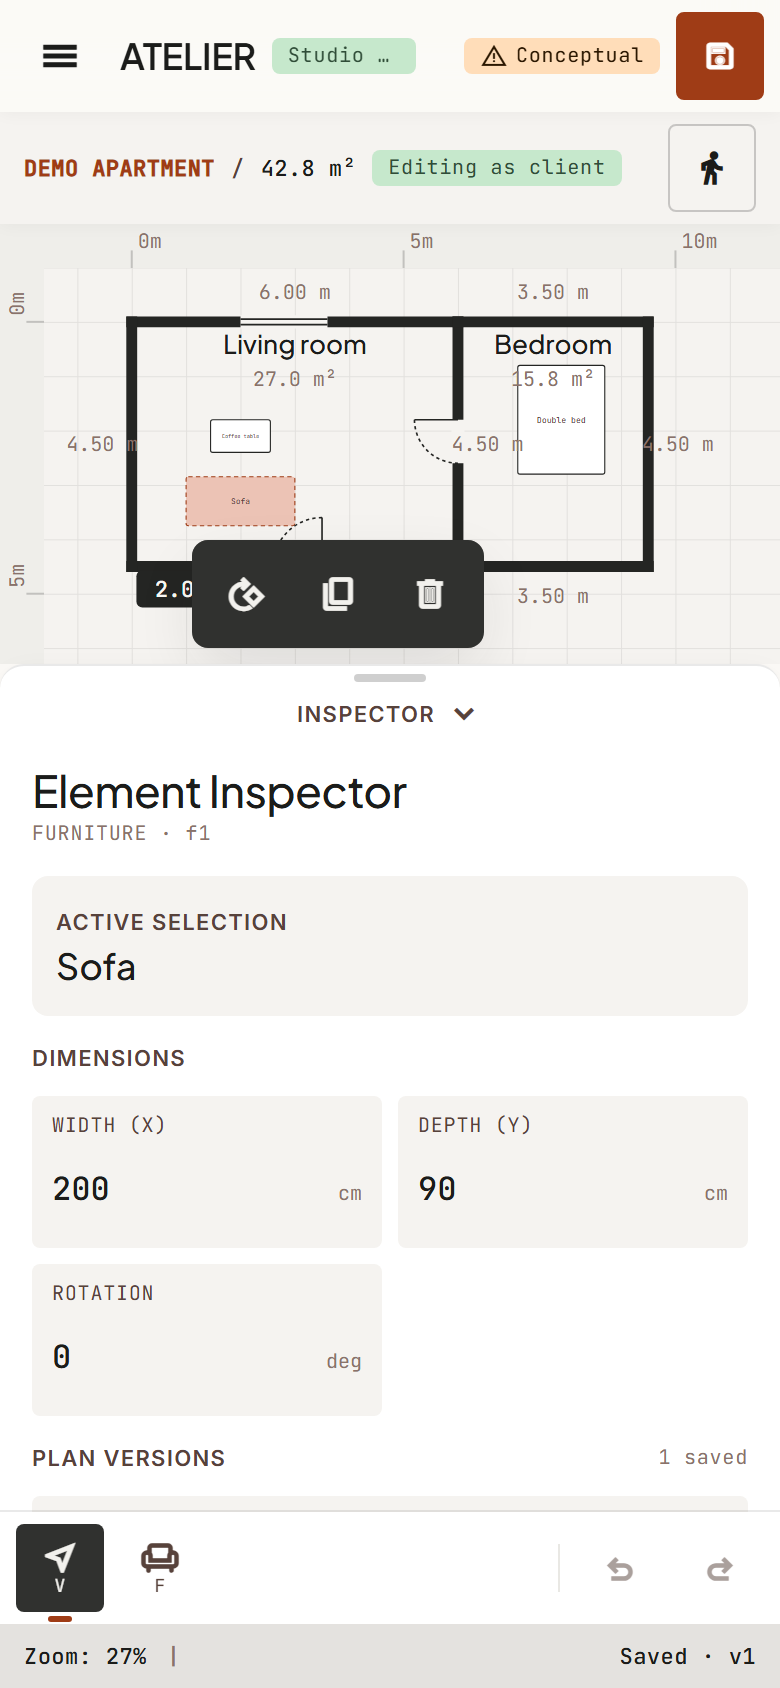 ATELIER Studio … Conceptual
DEMO APARTMENT / 42.8 m² Editing as client
0m 5m 10m
0m
6.00 m 3.50 m
Living room Bedroom
27.0 m² 15.8 m²
Coffee table Double bed
4.50 m 4.50 m 4.50 m
Sofa
5m
2.0
3.50 m
INSPECTOR
Element Inspector
FURNITURE · f1
ACTIVE SELECTION
Sofa
DIMENSIONS
WIDTH (X) DEPTH (Y)
200 cm 90 cm
ROTATION
0 deg
PLAN VERSIONS 1 saved
V F
Zoom: 27% | Saved · v1